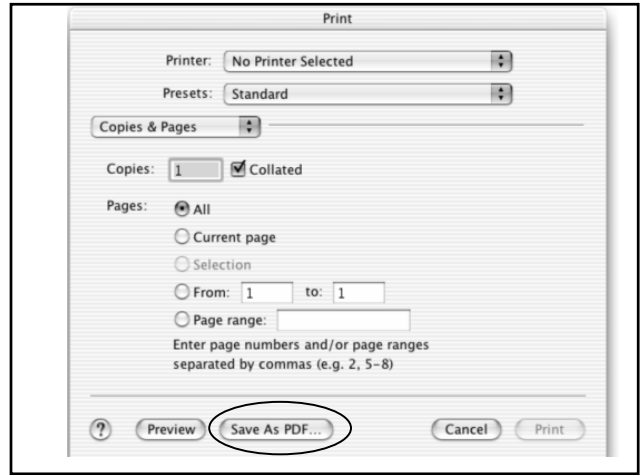 Print
Printer: No Printer Selected
Presets: Standard
Copies & Pages
Copies: 1 Collated
Pages: All
Current page
Selection
From: 1 to: 1
Page range:
Enter page numbers and/or page ranges
separated by commas (e.g. 2, 5-8)
? Preview Save As PDF... Cancel Print